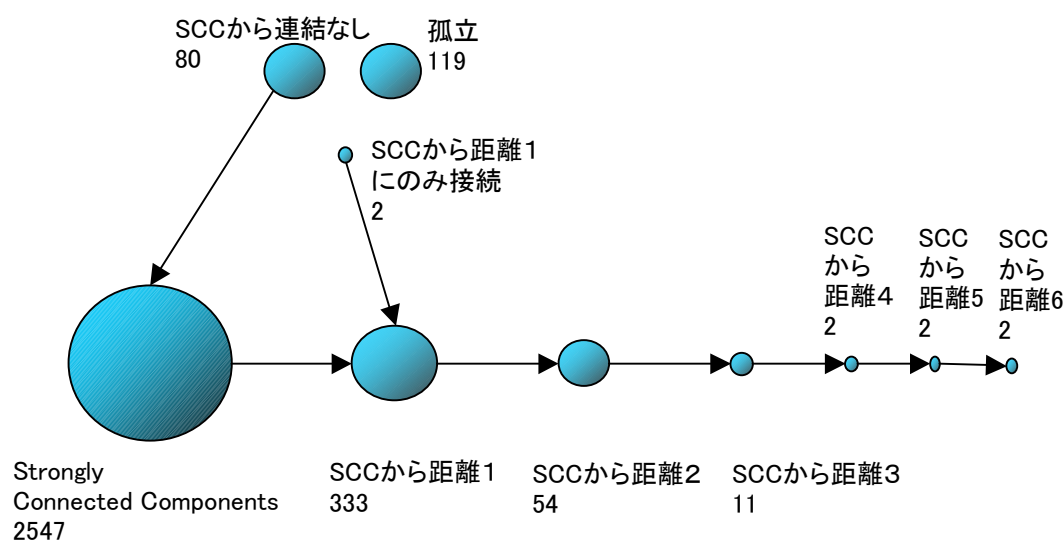 SCCから連結なし
80
孤立
119
SCCから距離1
にのみ接続
2
SCC
から
距離4
2
SCC
から
距離5
2
SCC
から
距離6
2
Strongly
Connected Components
2547
SCCから距離1
333
SCCから距離2
54
SCCから距離3
11